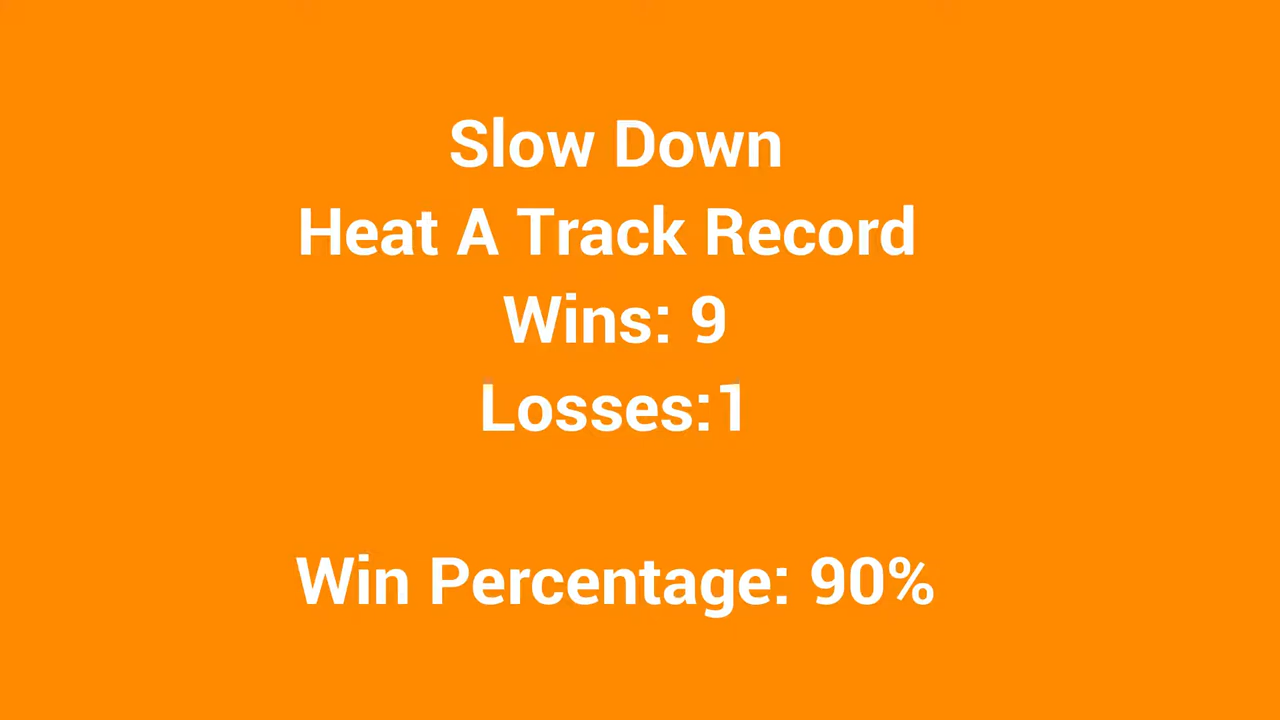 Slow Down
Heat A Track Record
Wins: 9
Losses:1
Win Percentage: 90%